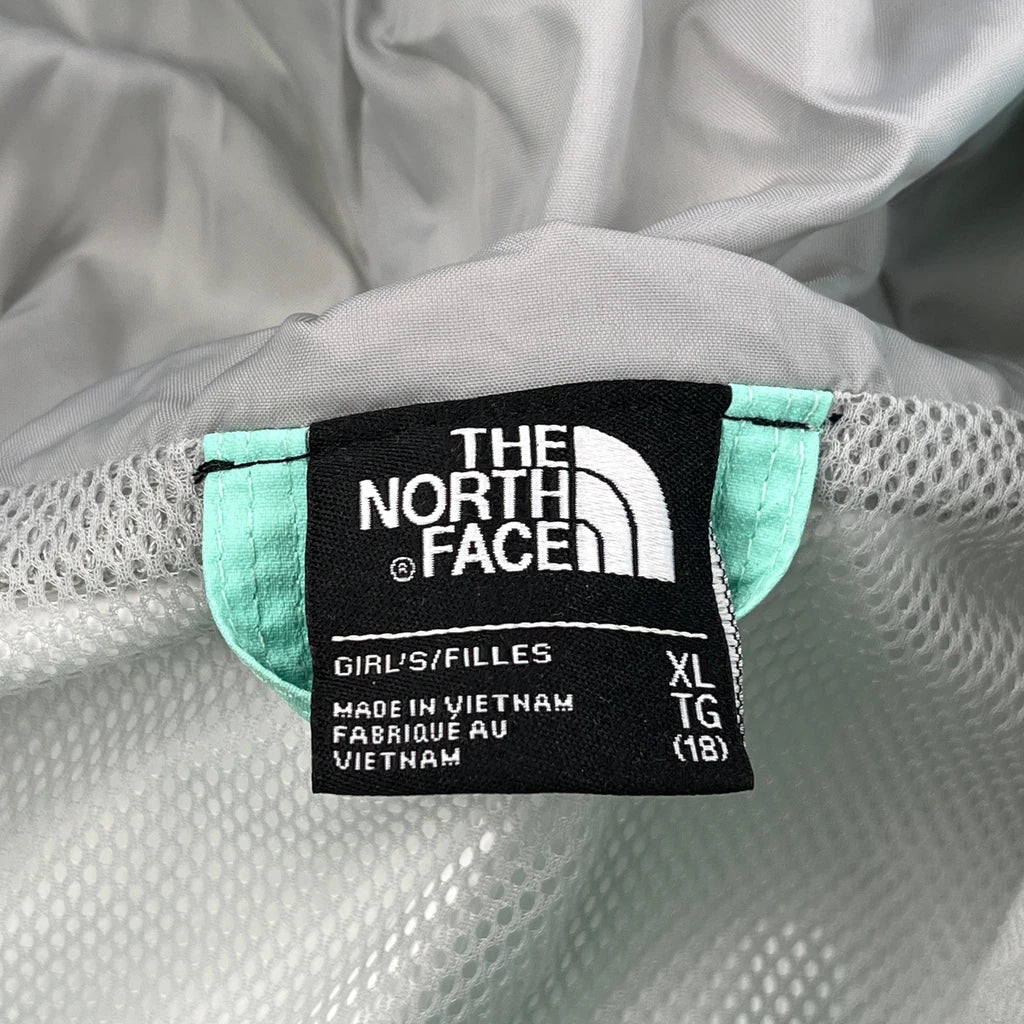 THE
NORTH
® FACE
GIRL'S/FILLES
XL
TG
(18)
MADE IN VIETNAM
FABRIQUÉ AU
VIETNAM